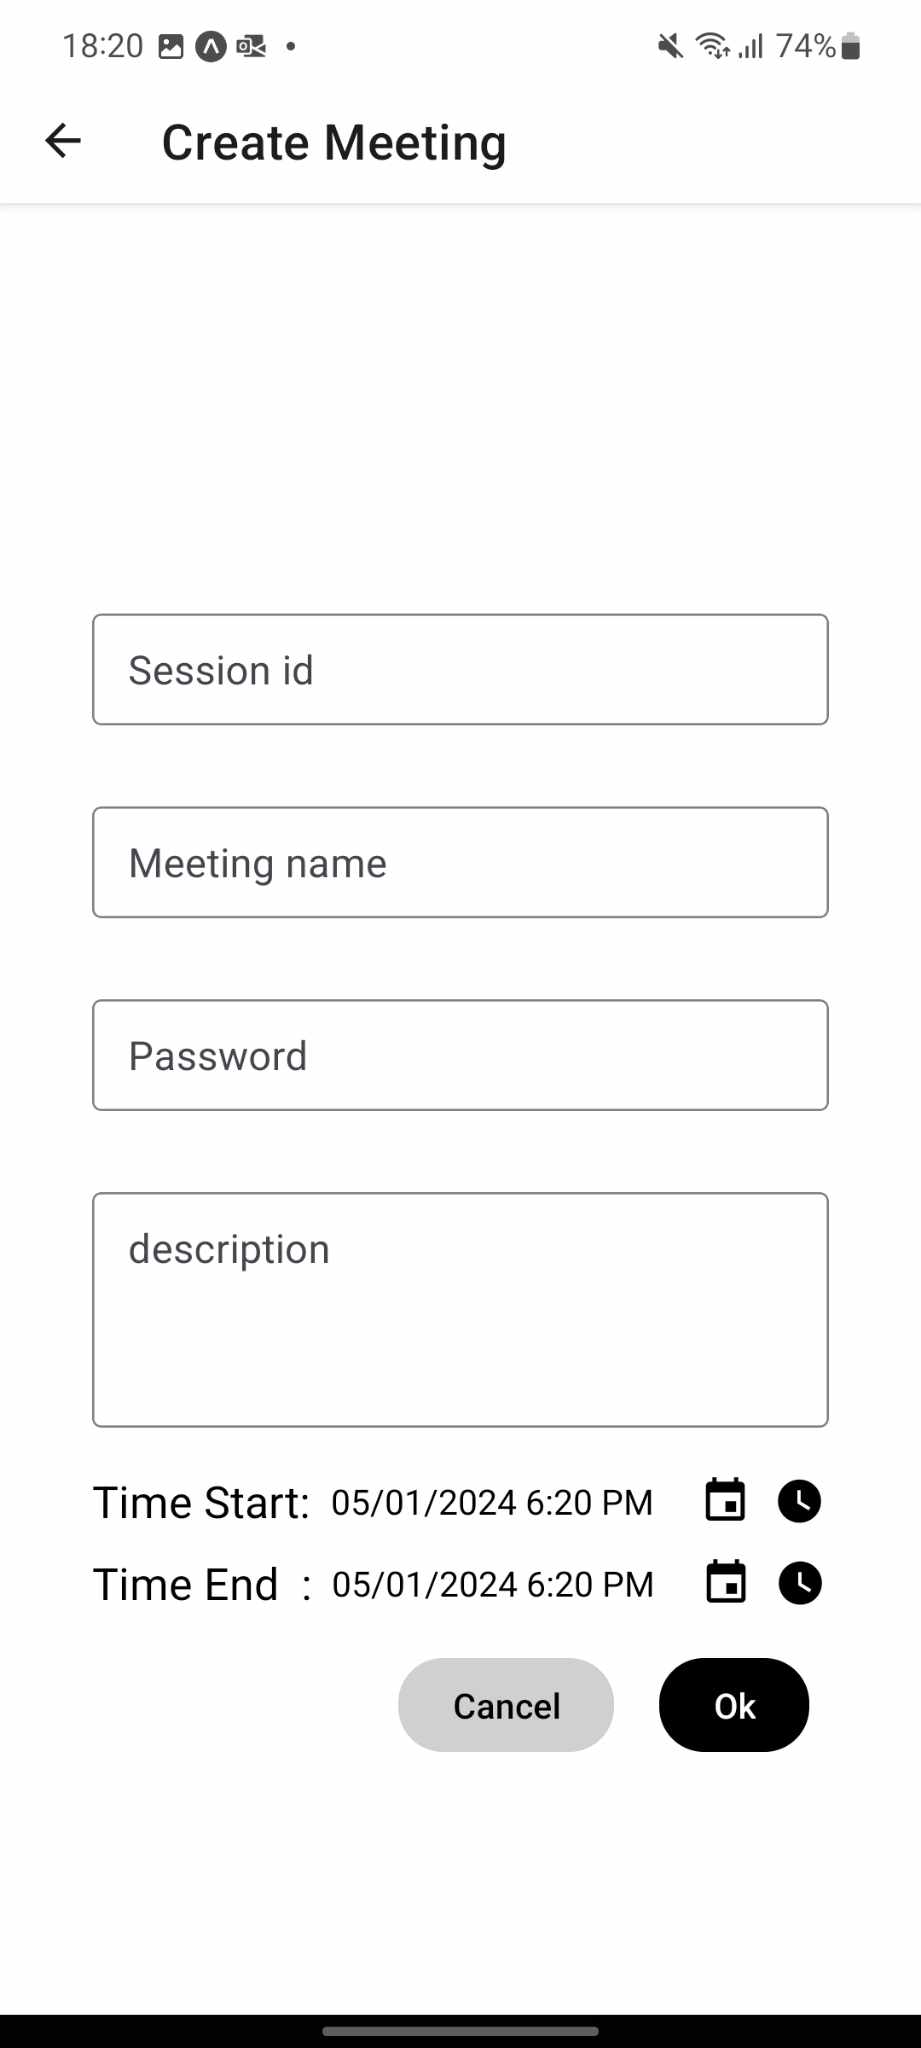 18:20 74%
Create Meeting
Session id
Meeting name
Password
description
Time Start: 05/01/2024 6:20 PM
Time End : 05/01/2024 6:20 PM
Cancel Ok